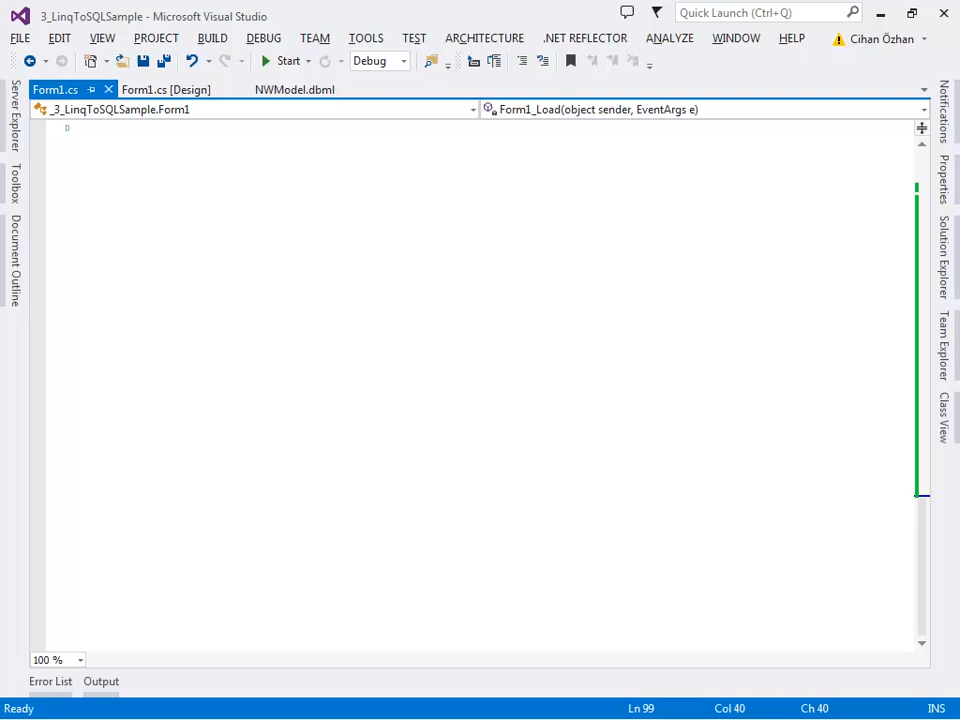 3_LinqToSQLSample - Microsoft Visual Studio
Quick Launch (Ctrl+Q)
FILE EDIT VIEW PROJECT BUILD DEBUG TEAM TOOLS TEST ARCHITECTURE .NET REFLECTOR ANALYZE WINDOW HELP Cihan Özhan
Start Debug
Form1.cs Form1.cs [Design] NWModel.dbml
_3_LinqToSQLSample.Form1 Form1_Load(object sender, EventArgs e)
Server Explorer
Toolbox
Document Outline
Notifications
Properties
Solution Explorer
Team Explorer
Class View
100 %
Error List Output
Ready Ln 99 Col 40 Ch 40 INS